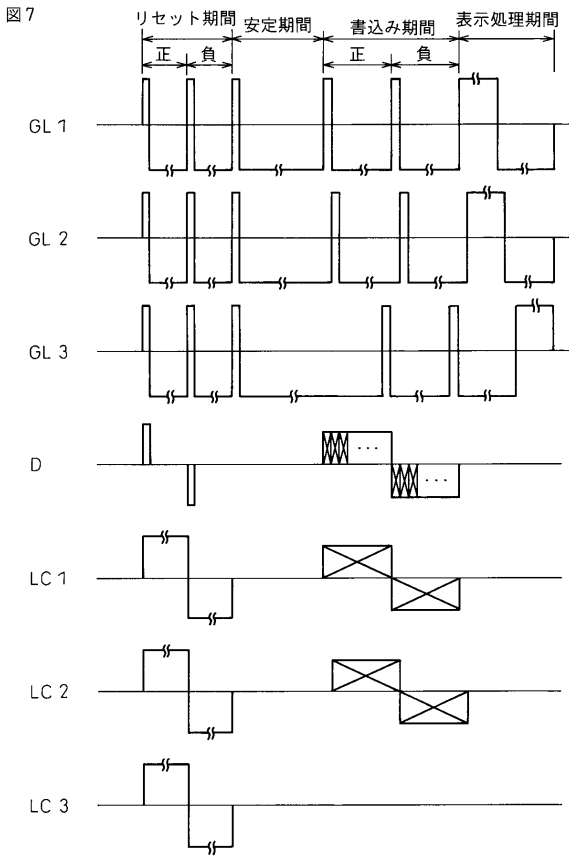 図7
リセット期間 安定期間 書込み期間 表示処理期間
正 負 正 負
GL 1
GL 2
GL 3
D
... ...
LC 1
LC 2
LC 3